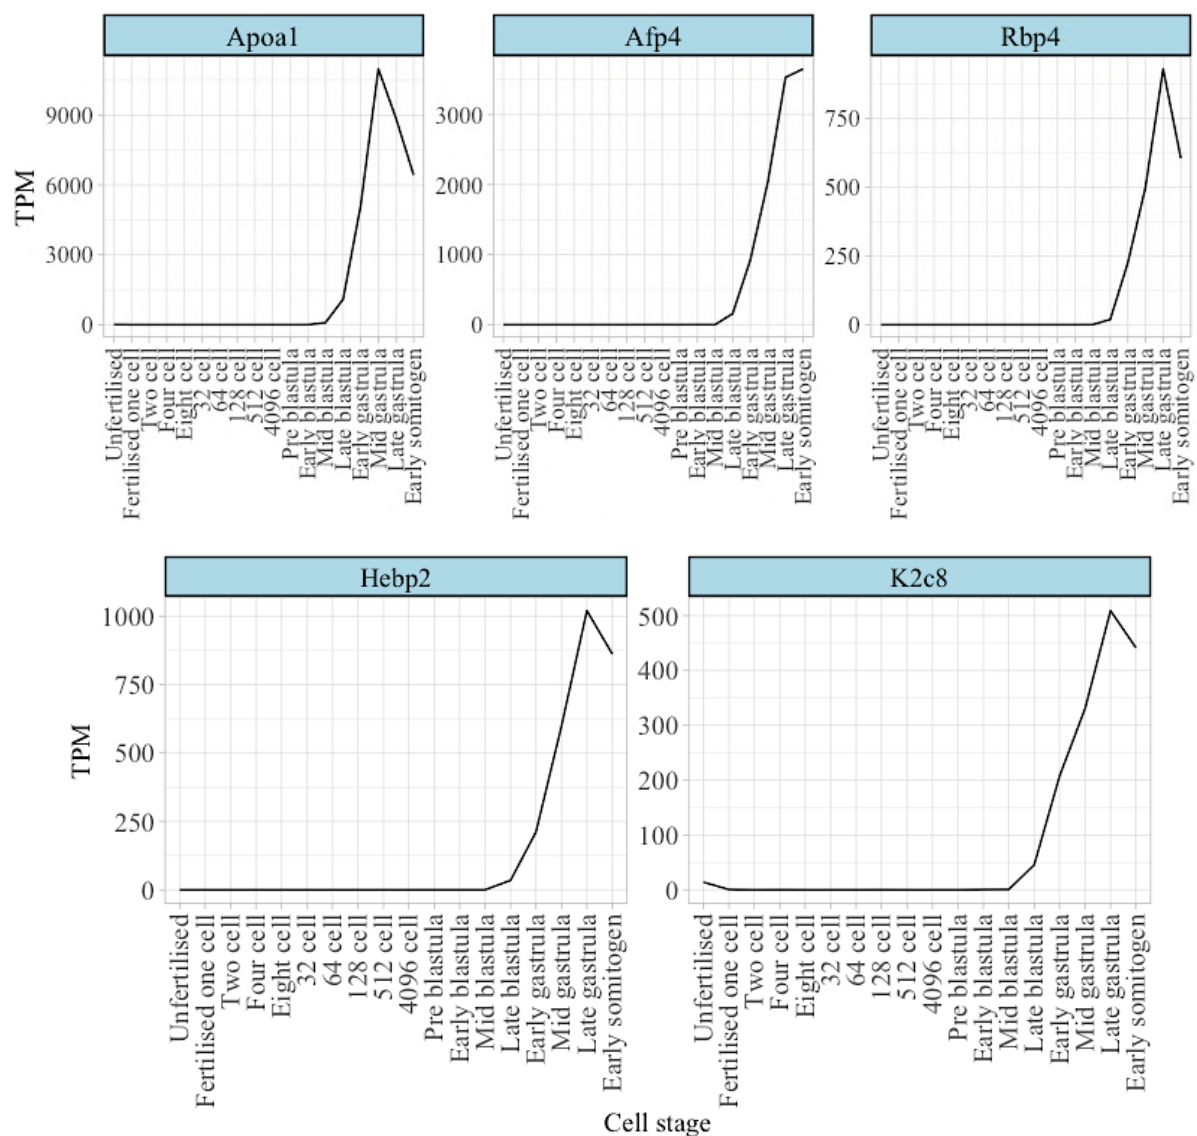 Apoa1
Afp4
Rbp4
TPM
9000
6000
3000
0
3000
2000
1000
0
750
500
250
0
Unfertilised
Fertilised one cell
Two cell
Four cell
Eight cell
32 cell
64 cell
128 cell
512 cell
4096 cell
Pre blastula
Early blastula
Mid blastula
Late blastula
Early gastrula
Mid gastrula
Late gastrula
Early somitogen
Unfertilised
Fertilised one cell
Two cell
Four cell
Eight cell
32 cell
64 cell
128 cell
512 cell
4096 cell
Pre blastula
Early blastula
Mid blastula
Late blastula
Early gastrula
Mid gastrula
Late gastrula
Early somitogen
Unfertilised
Fertilised one cell
Two cell
Four cell
Eight cell
32 cell
64 cell
128 cell
512 cell
4096 cell
Pre blastula
Early blastula
Mid blastula
Late blastula
Early gastrula
Mid gastrula
Late gastrula
Early somitogen
Hebp2
K2c8
TPM
1000
750
500
250
0
500
400
300
200
100
0
Unfertilised
Fertilised one cell
Two cell
Four cell
Eight cell
32 cell
64 cell
128 cell
512 cell
4096 cell
Pre blastula
Early blastula
Mid blastula
Late blastula
Early gastrula
Mid gastrula
Late gastrula
Early somitogen
Unfertilised
Fertilised one cell
Two cell
Four cell
Eight cell
32 cell
64 cell
128 cell
512 cell
4096 cell
Pre blastula
Early blastula
Mid blastula
Late blastula
Early gastrula
Mid gastrula
Late gastrula
Early somitogen
Cell stage